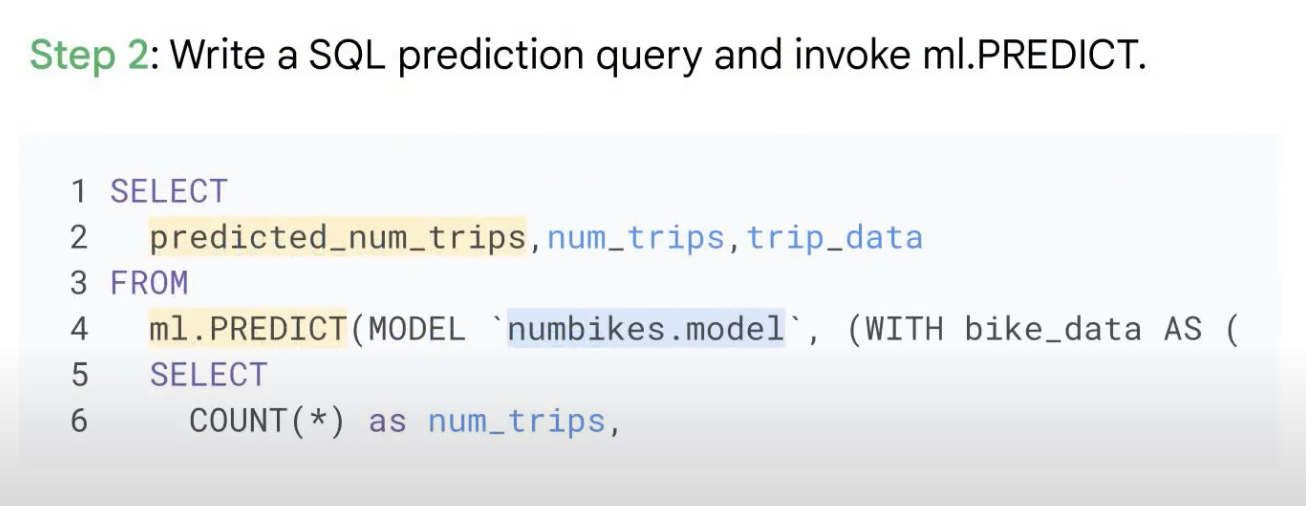 Step 2: Write a SQL prediction query and invoke ml.PREDICT.
1 SELECT
2 predicted_num_trips,num_trips,trip_data
3 FROM
4 ml.PREDICT(MODEL `numbikes.model`, (WITH bike_data AS (
5 SELECT
6 COUNT(*) as num_trips,